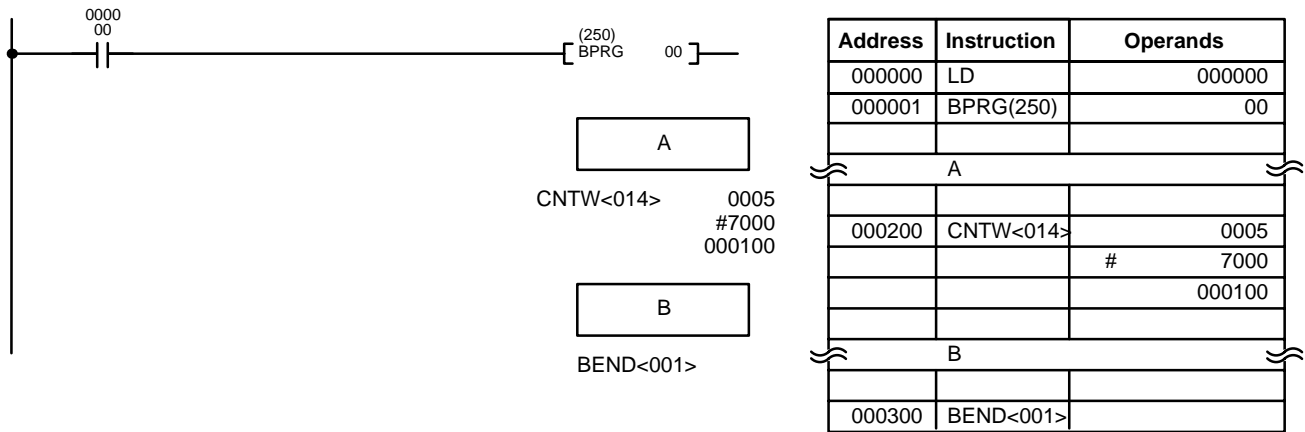 0000
00
(250)
BPRG 00
A
CNTW<014> 0005
#7000
000100
B
BEND<001>
Address Instruction Operands
000000 LD 000000
000001 BPRG(250) 00
A
000200 CNTW<014> 0005
# 7000
000100
B
000300 BEND<001>